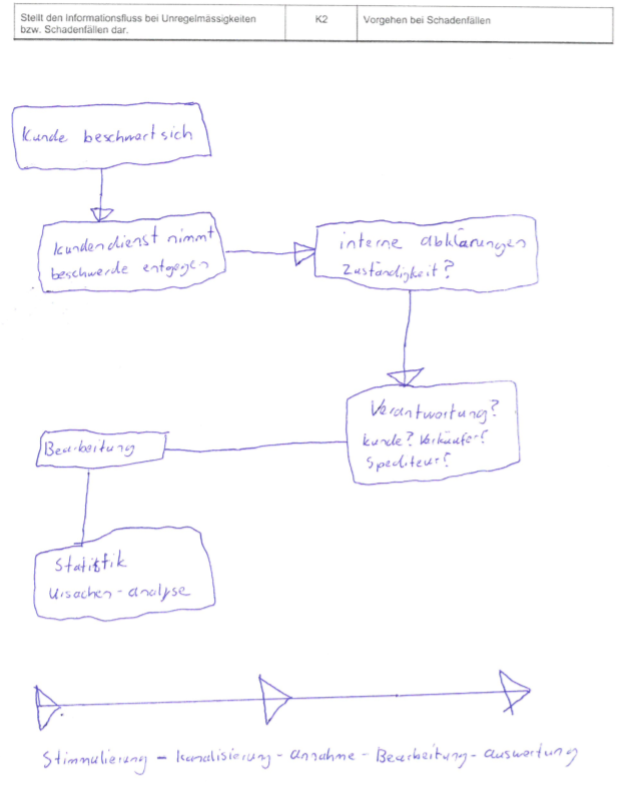 Stellt den Informationsfluss bei Unregelmässigkeiten
bzw. Schadenfällen dar.
K2
Vorgehen bei Schadenfällen
Kunde beschwert sich
Kundendienst nimmt
beschwerde entgegen
interne abklärungen
Zuständigkeit?
Verantwortung?
kunde? Verkäufer?
Spediteur?
Bearbeitung
Statistik
Ursachen-analyse
Stimmulierung - kanalisierung - annahme - Bearbeitung - auswertung